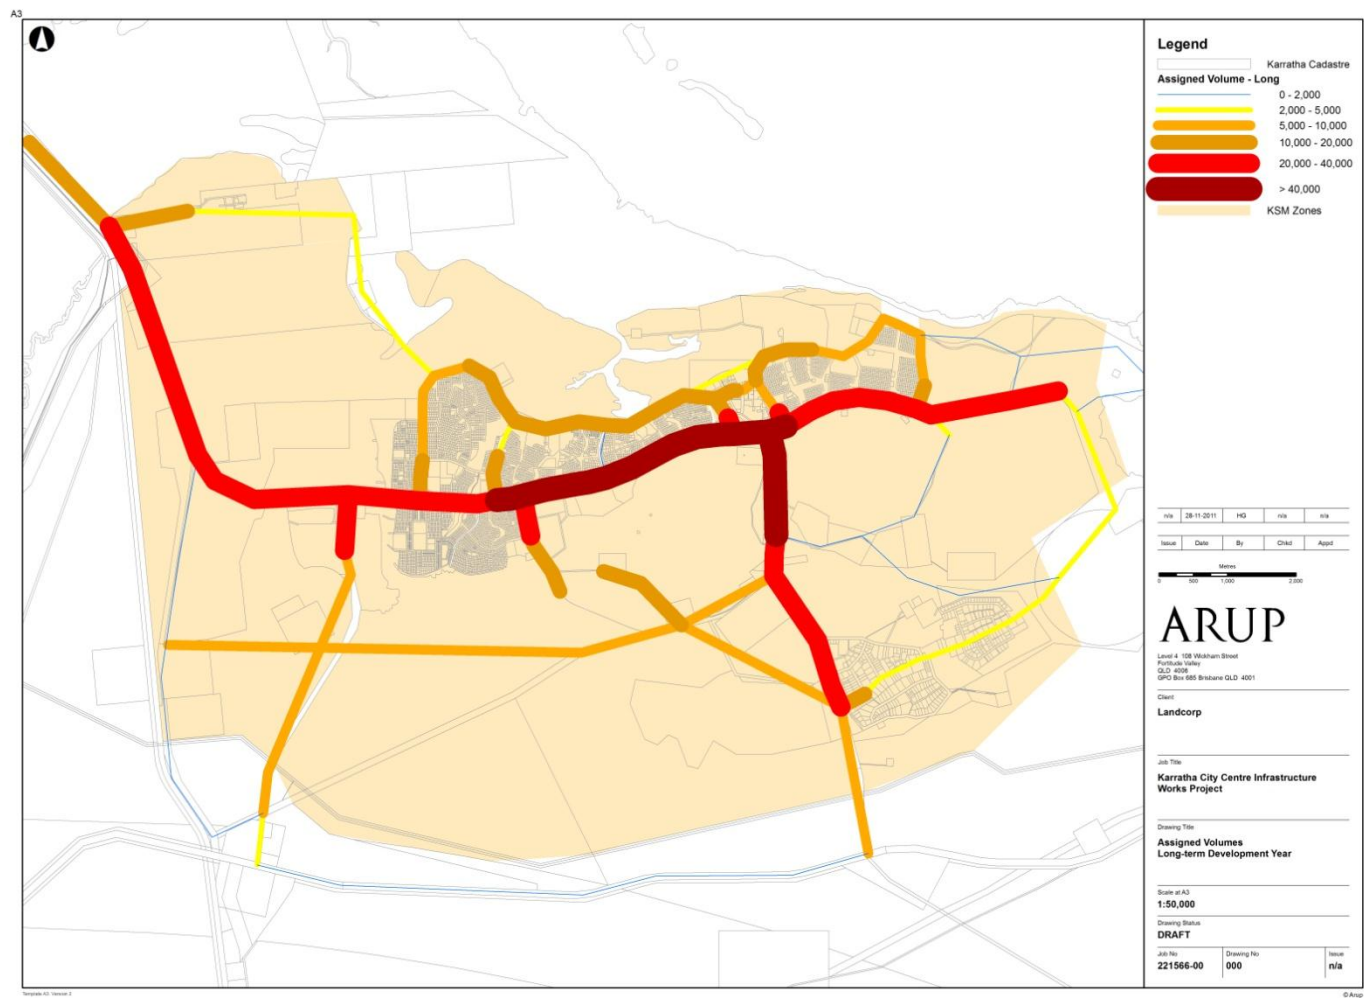 A3
Legend
Karratha Cadastre
Assigned Volume - Long
0 - 2,000
2,000 - 5,000
5,000 - 10,000
10,000 - 20,000
20,000 - 40,000
> 40,000
KSM Zones
n/a 28-11-2011 HG n/a n/a
Issue Date By Chkd Appd
Metres
0 500 1,000 2,000
ARUP
Level 4 108 Wickham Street
Fortitude Valley
QLD 4006
GPO Box 685 Brisbane QLD 4001
Client
Landcorp
Job Title
Karratha City Centre Infrastructure
Works Project
Drawing Title
Assigned Volumes
Long-term Development Year
Scale at A3
1:50,000
Drawing Status
DRAFT
Job No Drawing No Issue
221566-00 000 n/a
Template A3 Version 2
© Arup